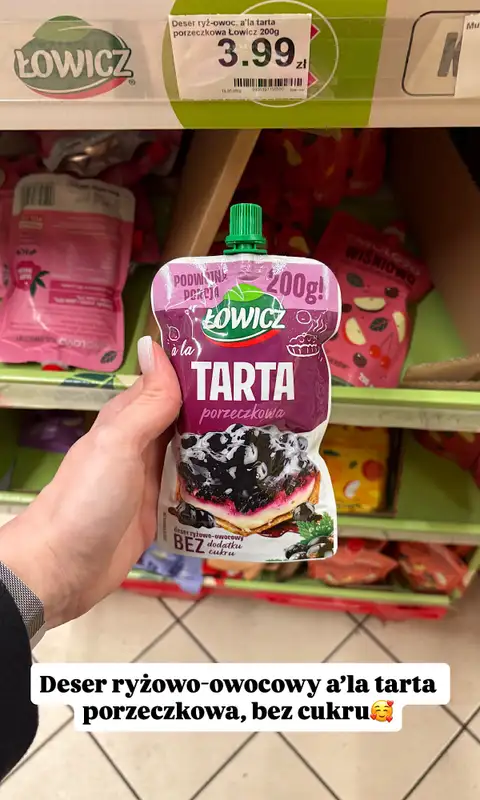 ŁOWICZ
Deser ryż-owoc. a'la tarta
porzeczkowa Łowicz 200g
3.99 zł
PODWÓJNA
PORCJA
200g!
ŁOWICZ
à la
TARTA
porzeczkowa
deser ryżowo-owocowy
BEZ dodatku
cukru
WIŚNIOWE
Deser ryżowo-owocowy a'la tarta
porzeczkowa, bez cukru🥰